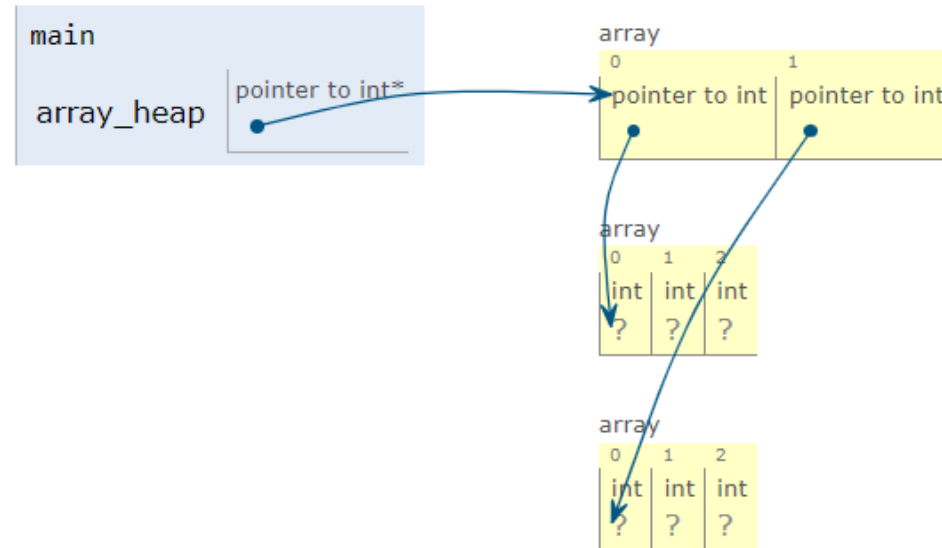 main
array_heap
pointer to int*
array
0 1
pointer to int pointer to int
array
0 1 2
int int int
? ? ?
array
0 1 2
int int int
? ? ?